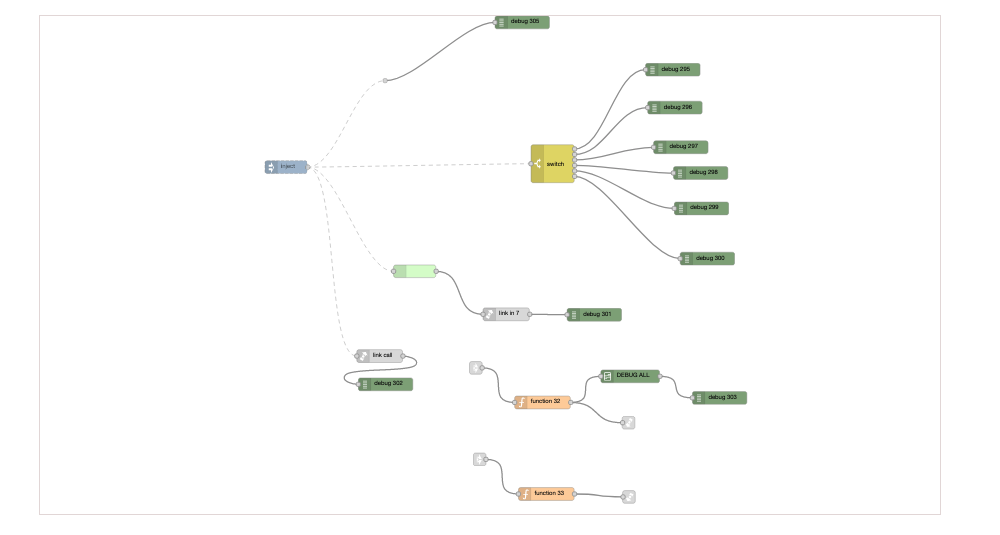 debug 305
debug 295
debug 296
debug 297
inject
switch
debug 298
debug 299
debug 300
link in 7
debug 301
link call
debug 302
DEBUG ALL
function 32
debug 303
function 33